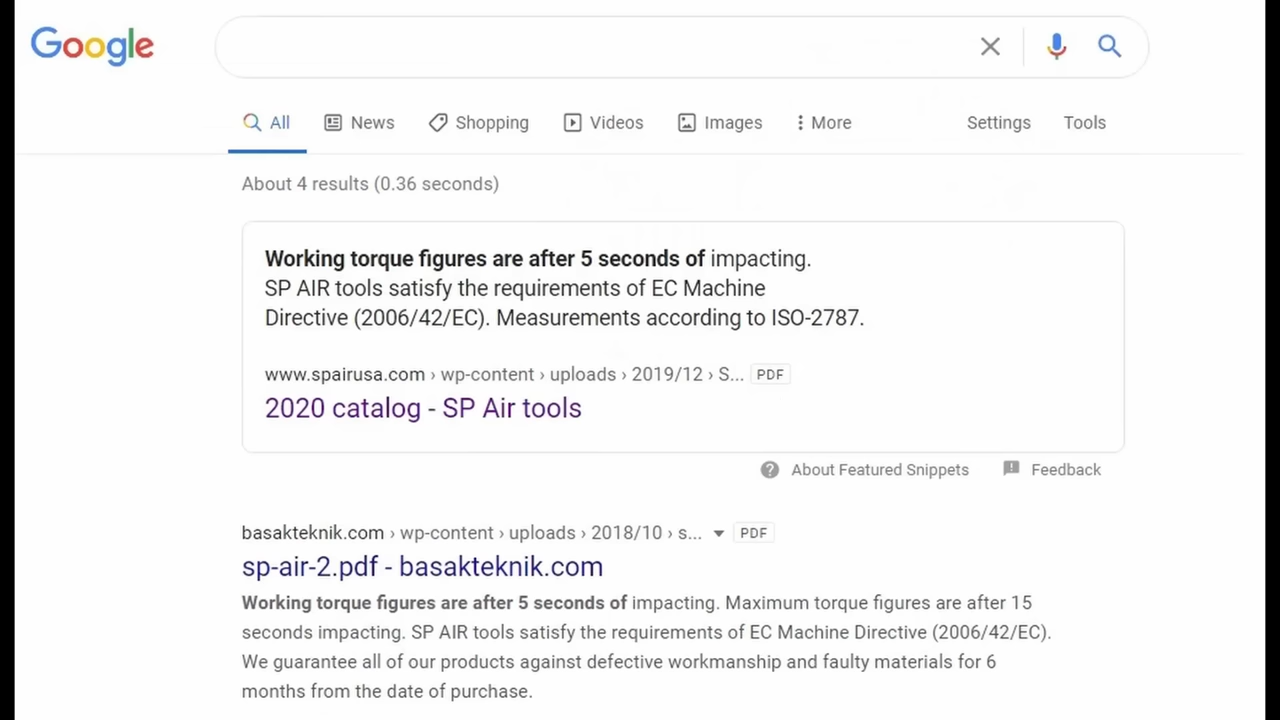 Google
All News Shopping Videos Images More Settings Tools
About 4 results (0.36 seconds)
Working torque figures are after 5 seconds of impacting.
SP AIR tools satisfy the requirements of EC Machine
Directive (2006/42/EC). Measurements according to ISO-2787.
www.spairusa.com › wp-content › uploads › 2019/12 › S... PDF
2020 catalog - SP Air tools
About Featured Snippets Feedback
basakteknik.com › wp-content › uploads › 2018/10 › s... PDF
sp-air-2.pdf - basakteknik.com
Working torque figures are after 5 seconds of impacting. Maximum torque figures are after 15
seconds impacting. SP AIR tools satisfy the requirements of EC Machine Directive (2006/42/EC).
We guarantee all of our products against defective workmanship and faulty materials for 6
months from the date of purchase.